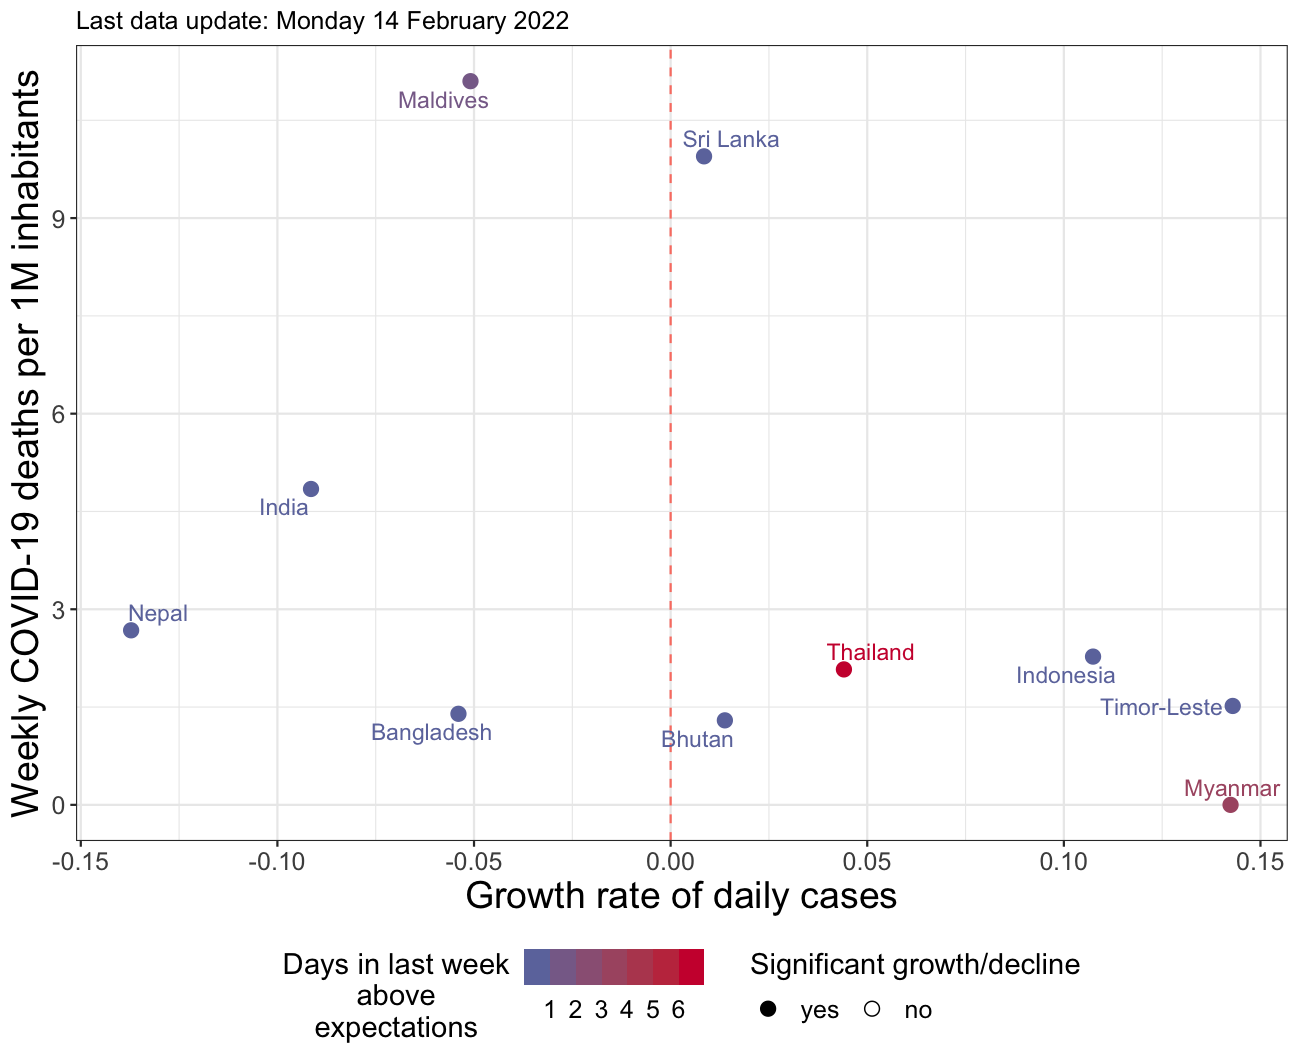 Last data update: Monday 14 February 2022
Weekly COVID-19 deaths per 1M inhabitants
9
6
3
0
Maldives
Sri Lanka
India
Nepal
Thailand
Indonesia
Timor-Leste
Bangladesh
Bhutan
Myanmar
-0.15 -0.10 -0.05 0.00 0.05 0.10 0.15
Growth rate of daily cases
Days in last week
above
expectations
1 2 3 4 5 6
Significant growth/decline
yes no